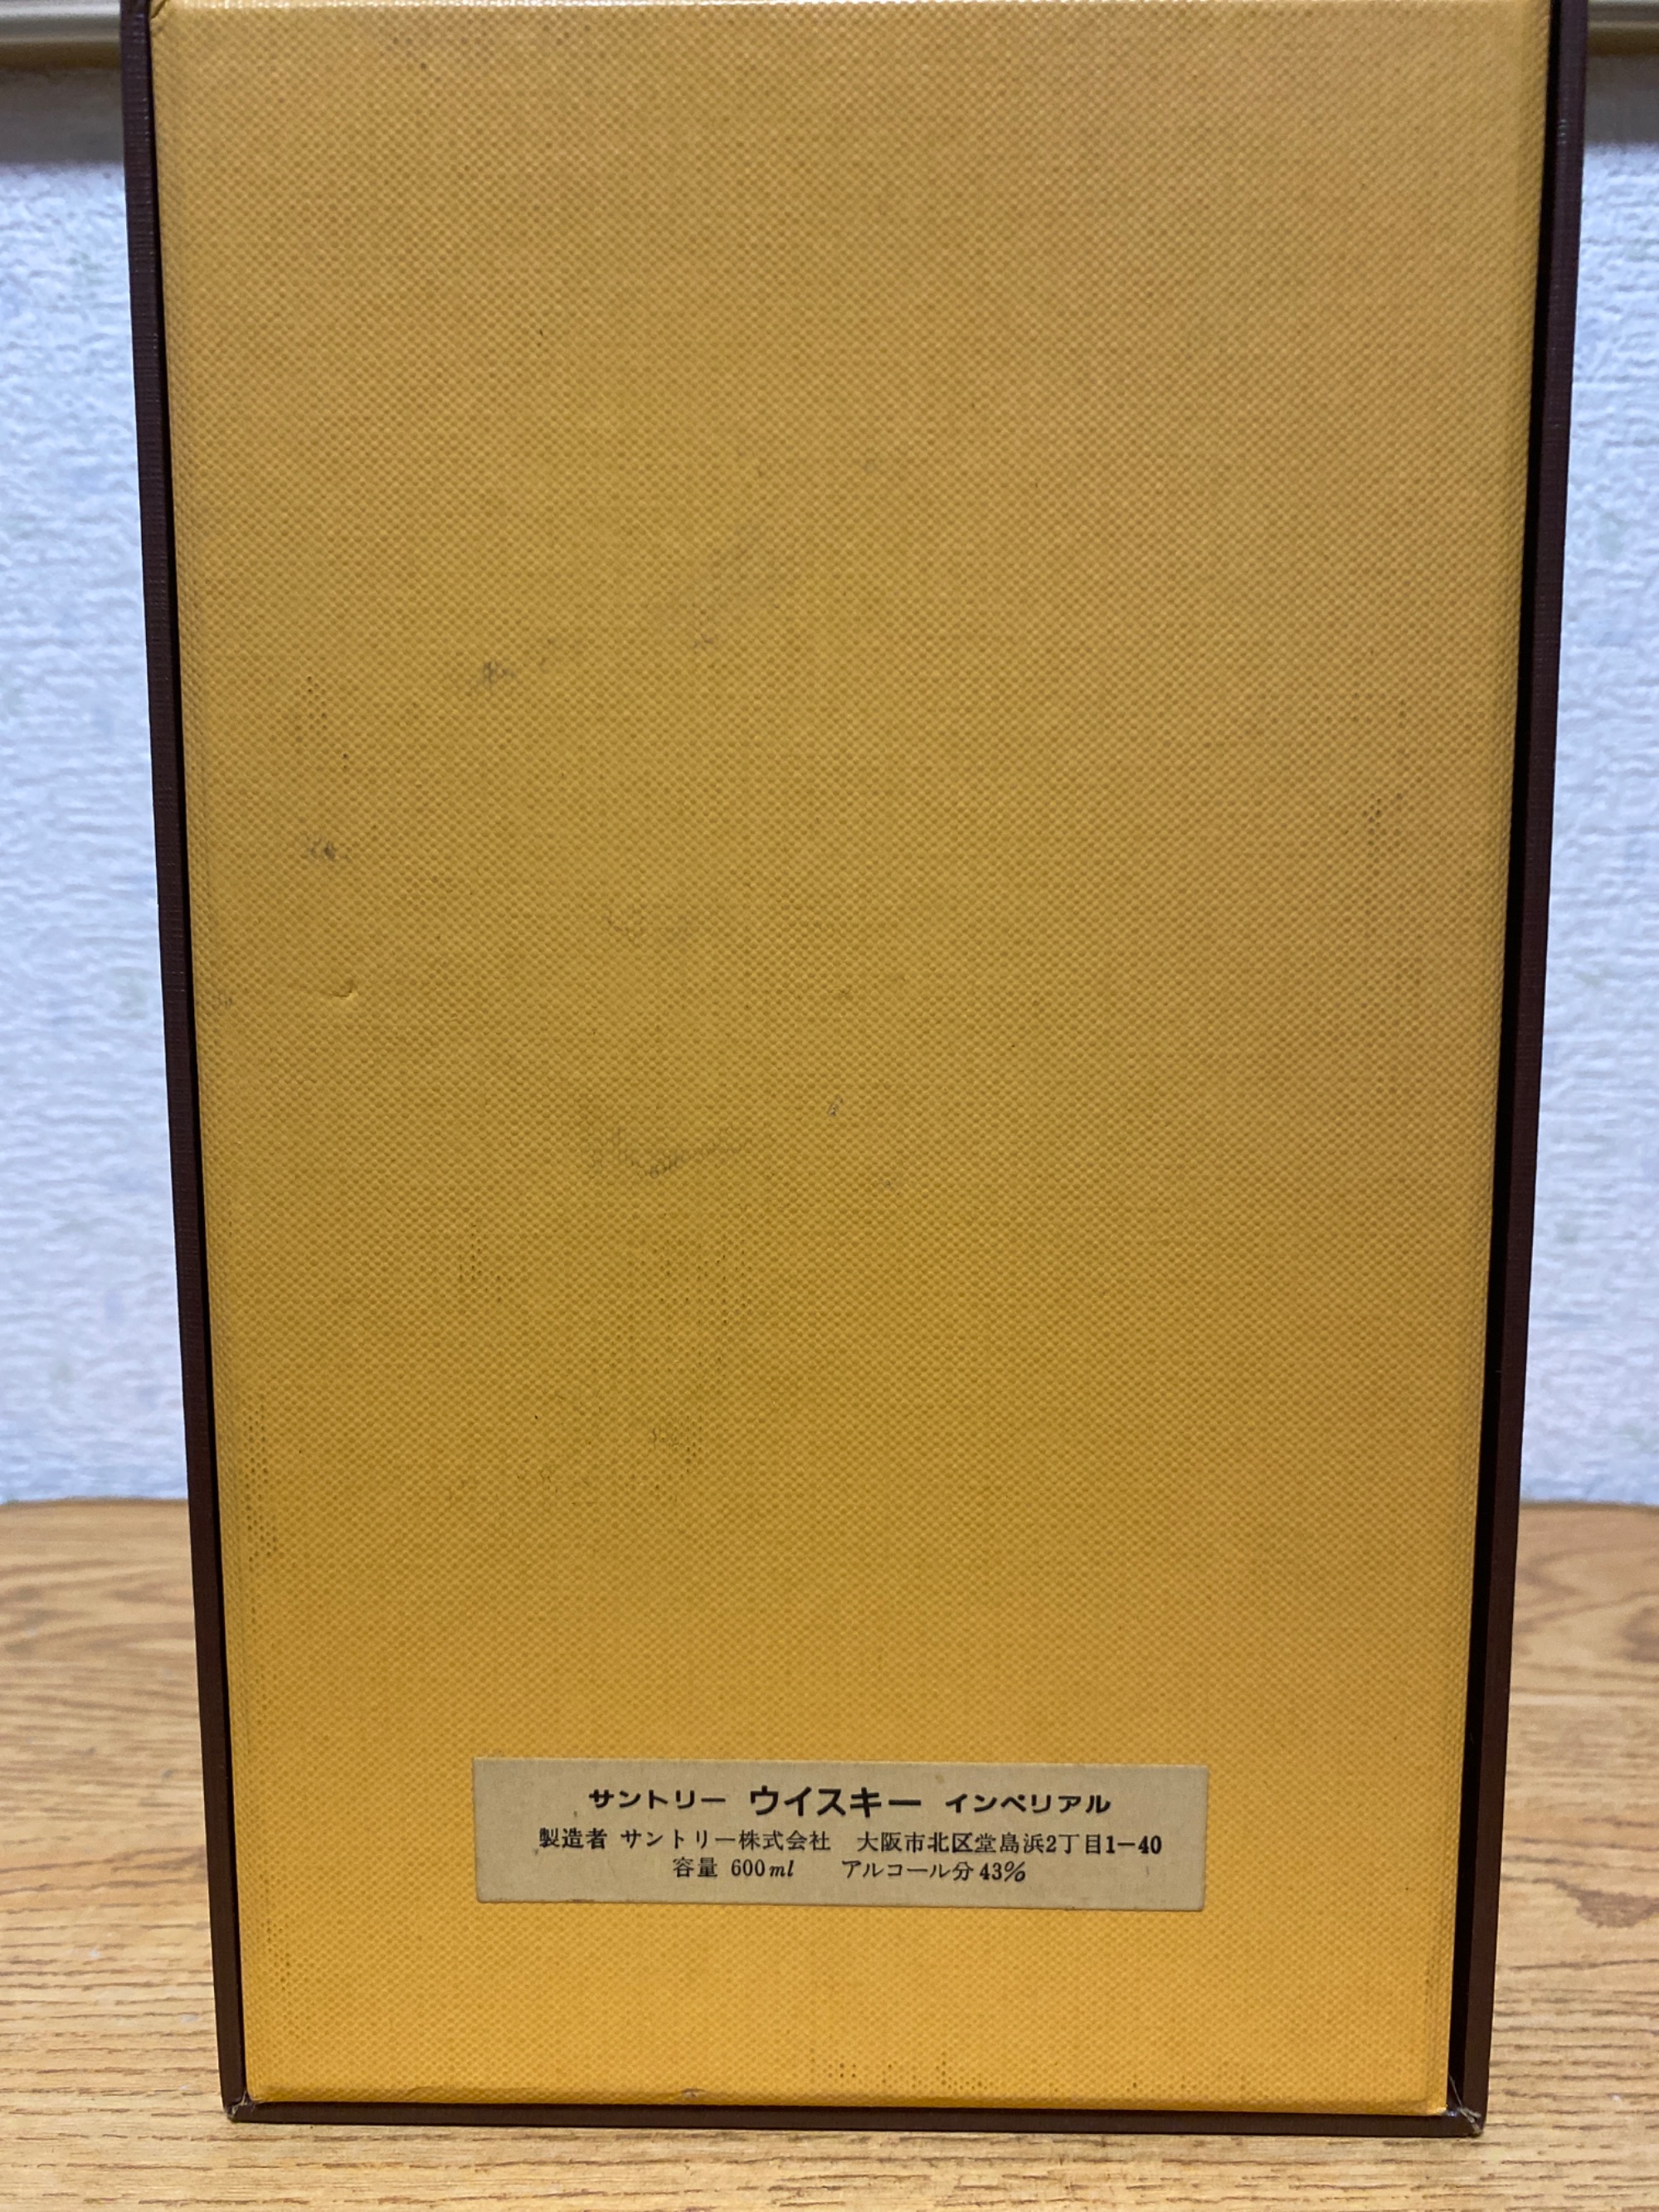 サントリー ウイスキー インペリアル
製造者 サントリー株式会社 大阪市北区堂島浜2丁目1-40
容量 600ml アルコール分43%